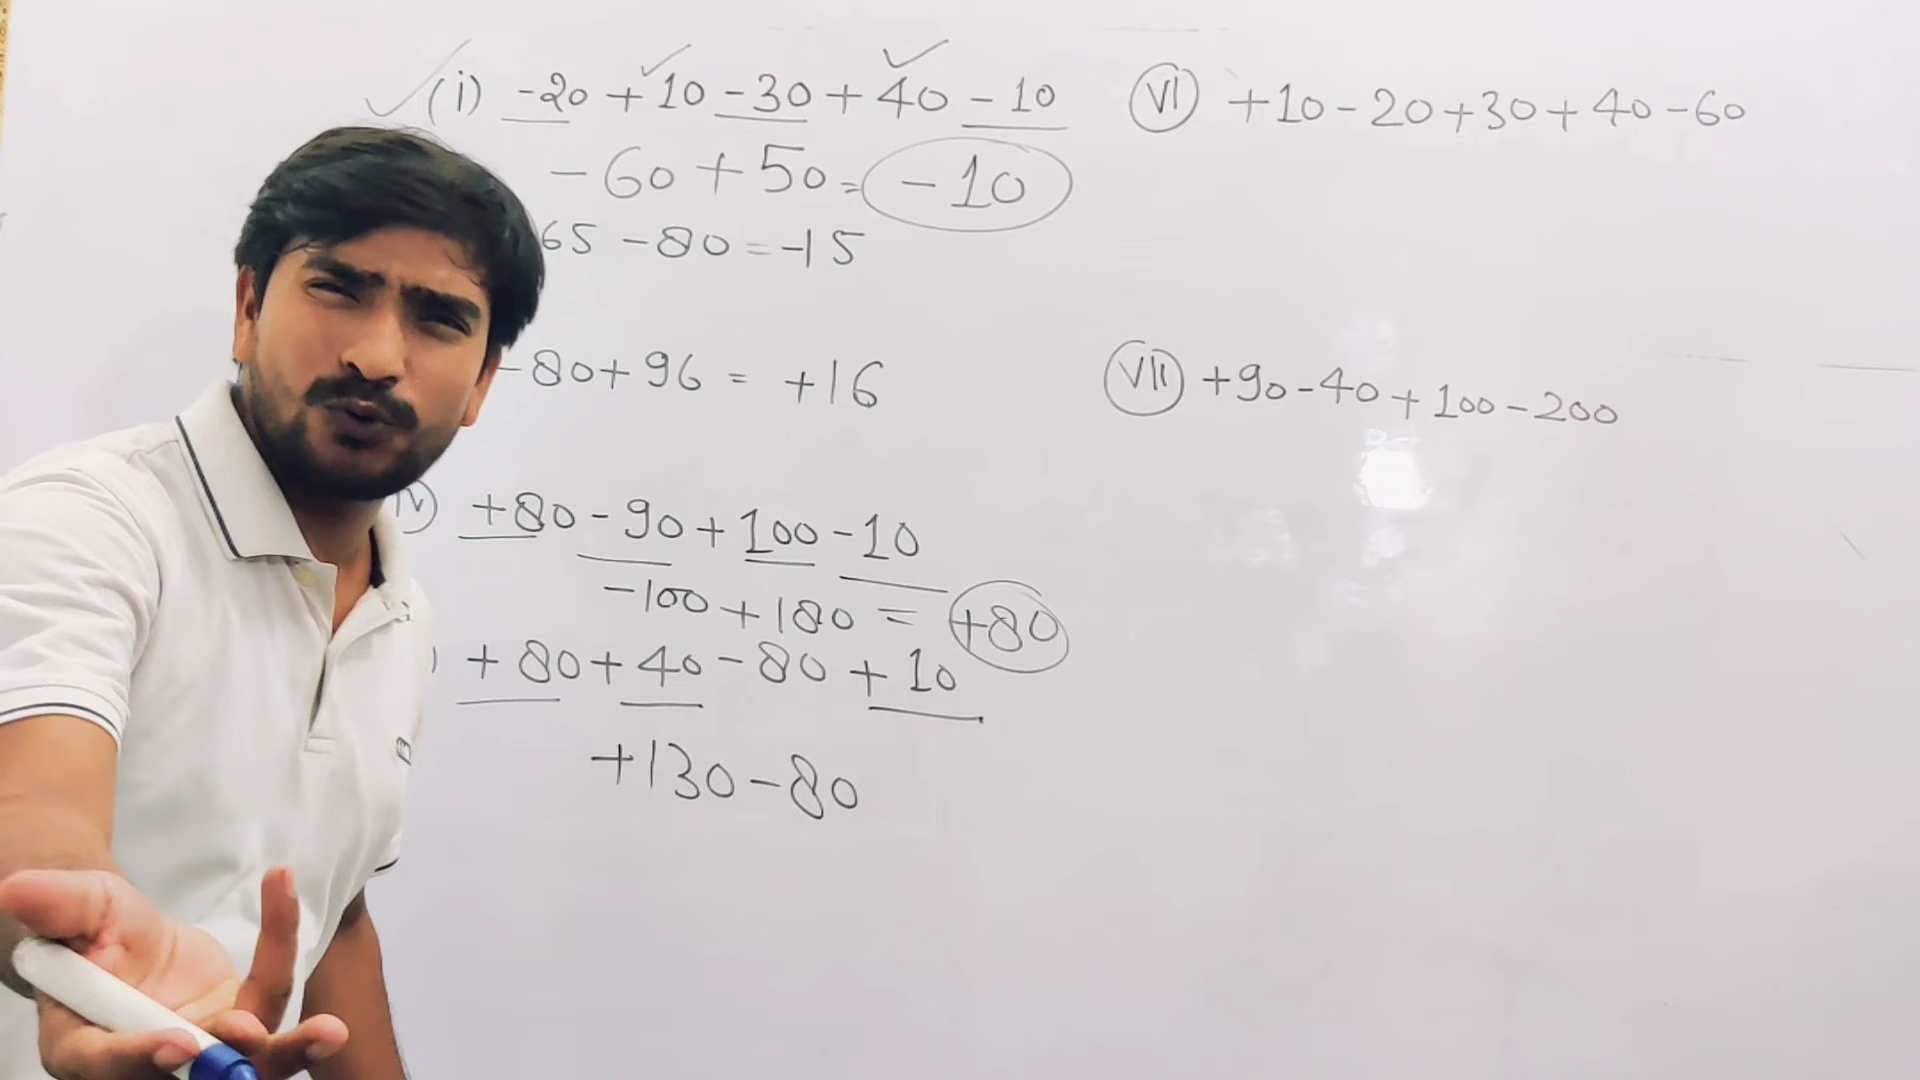 (i) -20 + 10 - 30 + 40 - 10
- 60 + 50 = -10
65 - 80 = -15
-80 + 96 = +16
IV +80 - 90 + 100 - 10
-100 + 180 = +80
) + 80 + 40 - 80 + 10
+130 - 80
VI +10 - 20 + 30 + 40 - 60
VII +90 - 40 + 100 - 200